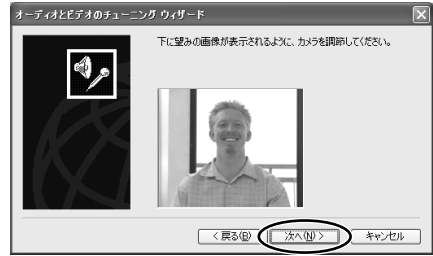 オーディオとビデオのチューニング ウィザード
下に望みの画像が表示されるように、カメラを調節してください。
< 戻る(B)
次へ(N) >
キャンセル